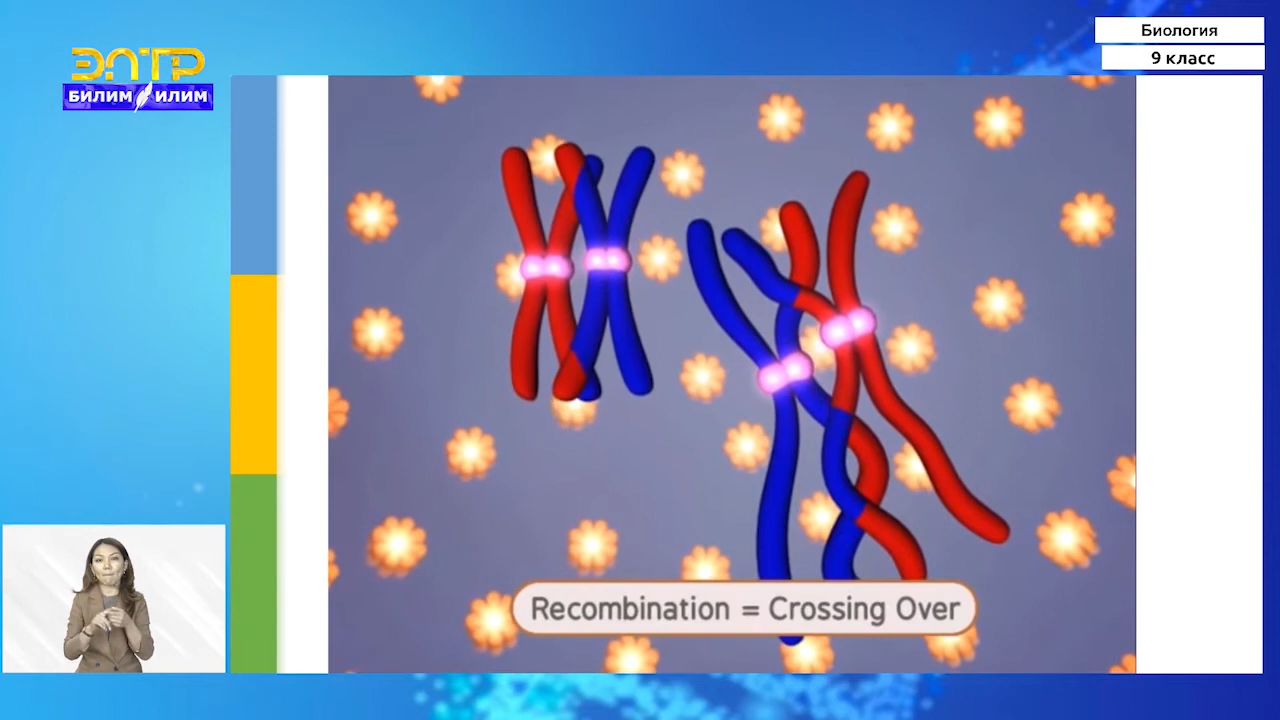 ЭЛТР
БИЛИМ ИЛИМ
Биология
9 класс
Recombination = Crossing Over